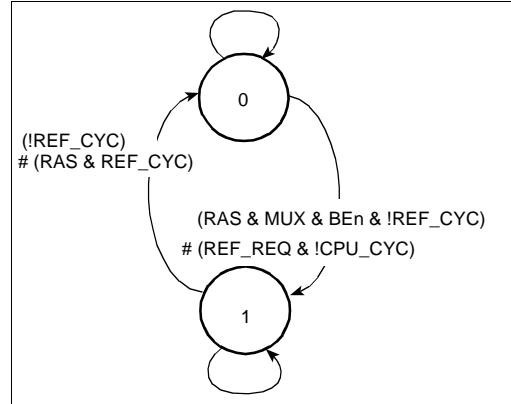 0
(!REF_CYC)
# (RAS & REF_CYC)
(RAS & MUX & BEn & !REF_CYC)
# (REF_REQ & !CPU_CYC)
1